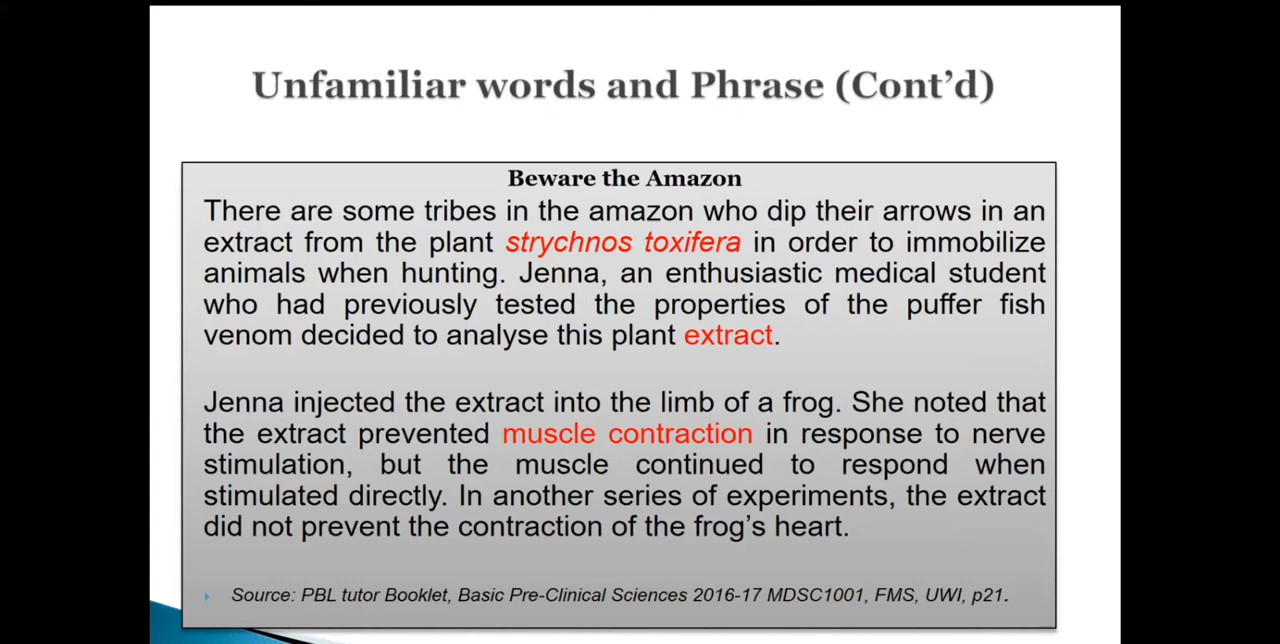 Unfamiliar words and Phrase (Cont’d)
Beware the Amazon
There are some tribes in the amazon who dip their arrows in an
extract from the plant strychnos toxifera in order to immobilize
animals when hunting. Jenna, an enthusiastic medical student
who had previously tested the properties of the puffer fish
venom decided to analyse this plant extract.
Jenna injected the extract into the limb of a frog. She noted that
the extract prevented muscle contraction in response to nerve
stimulation, but the muscle continued to respond when
stimulated directly. In another series of experiments, the extract
did not prevent the contraction of the frog’s heart.
Source: PBL tutor Booklet, Basic Pre-Clinical Sciences 2016-17 MDSC1001, FMS, UWI, p21.